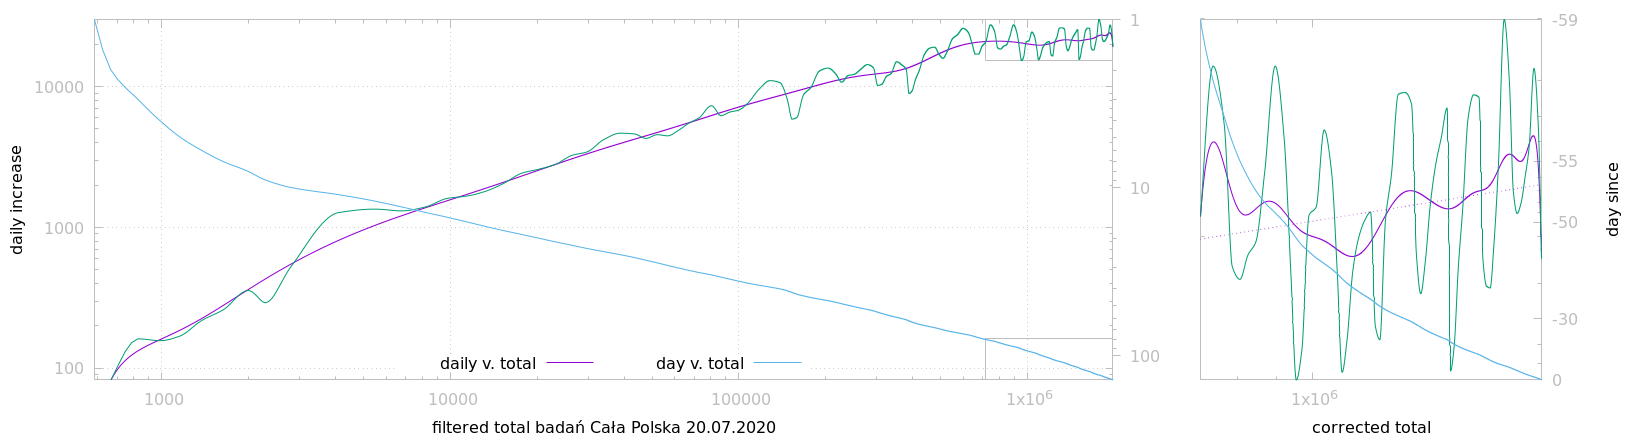 daily increase
10000
1000
100
1
10
100
daily v. total
day v. total
1000
10000
100000
1x10⁶
filtered total badań Cała Polska 20.07.2020
-59
-55
-50
-30
0
day since
1x10⁶
corrected total